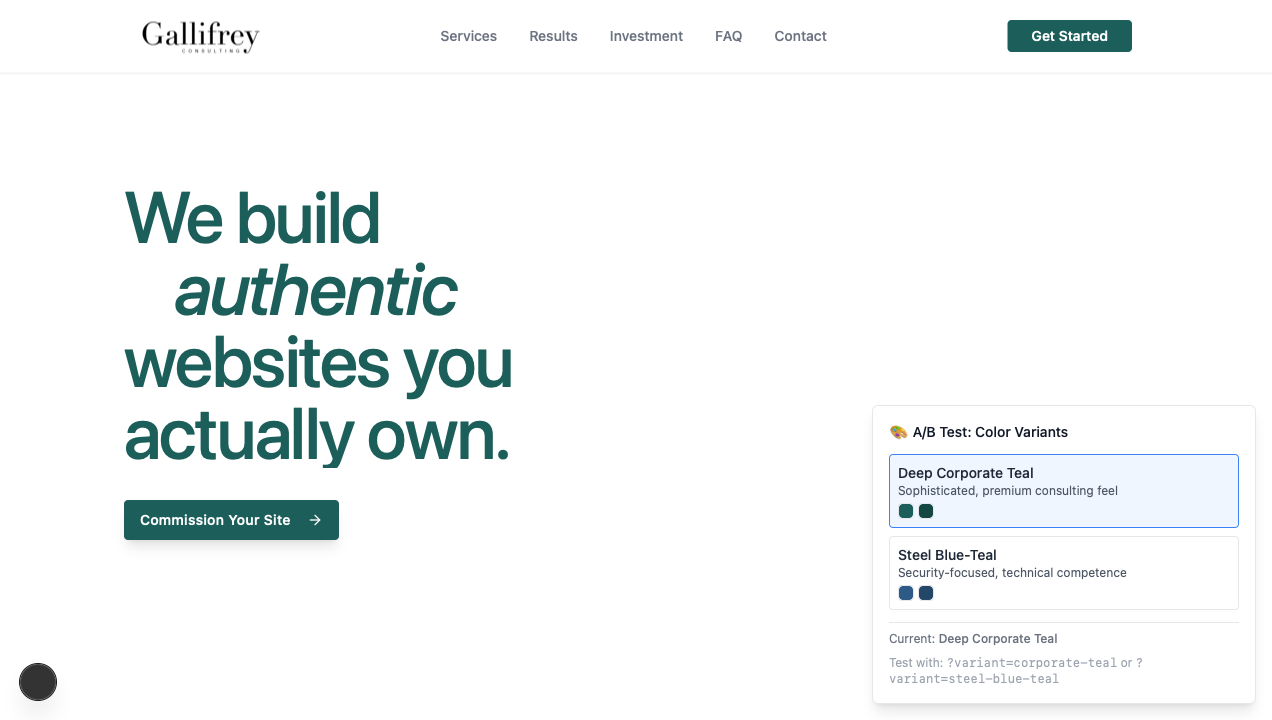 Gallifrey
CONSULTING
Services
Results
Investment
FAQ
Contact
Get Started
We build
authentic
websites you
actually own.
Commission Your Site
A/B Test: Color Variants
Deep Corporate Teal
Sophisticated, premium consulting feel
Steel Blue-Teal
Security-focused, technical competence
Current: Deep Corporate Teal
Test with: ?variant=corporate-teal or ?
variant=steel-blue-teal